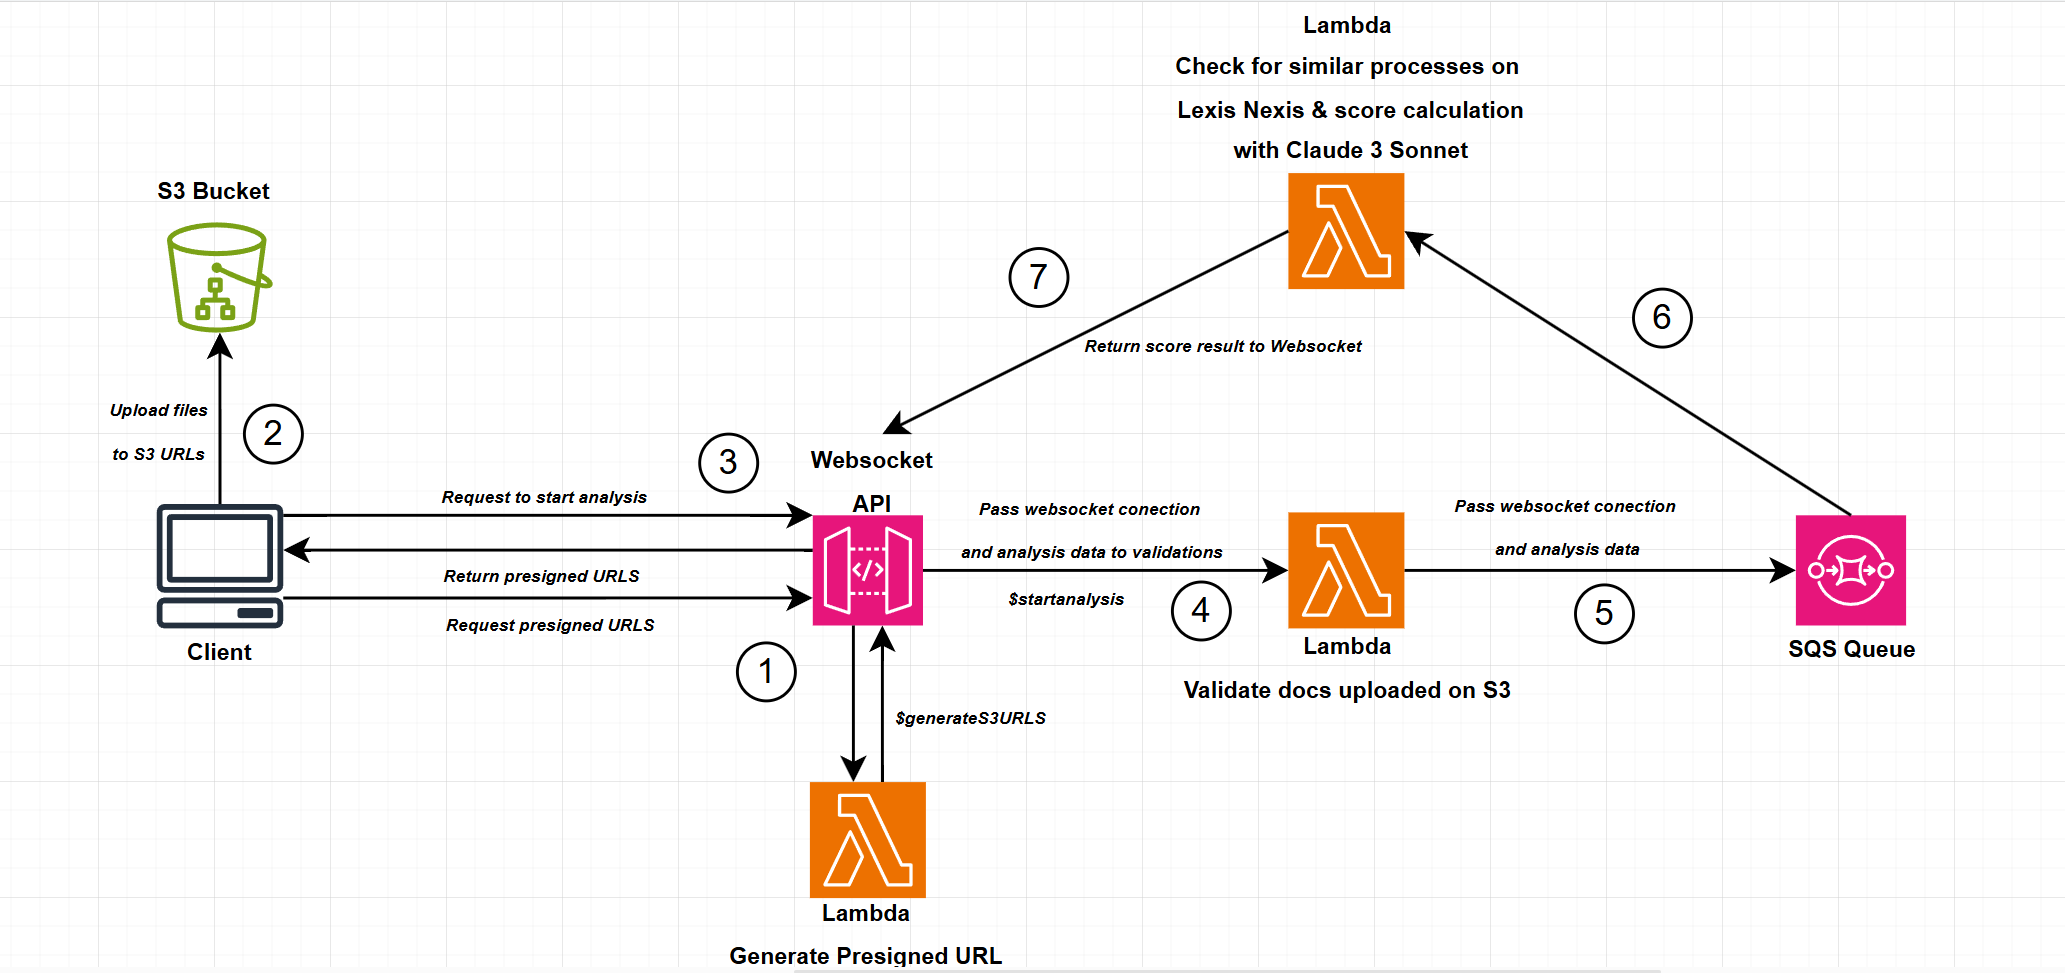 Lambda
Check for similar processes on
Lexis Nexis & score calculation
with Claude 3 Sonnet
S3 Bucket
7
6
Return score result to Websocket
Upload files
to S3 URLs
2
3
Websocket
API
Request to start analysis
Return presigned URLS
Request presigned URLS
Client
1
Pass websocket conection
and analysis data to validations
$startanalysis
4
Pass websocket conection
and analysis data
5
Lambda
Validate docs uploaded on S3
SQS Queue
$generateS3URLS
</>
Lambda
Generate Presigned URL